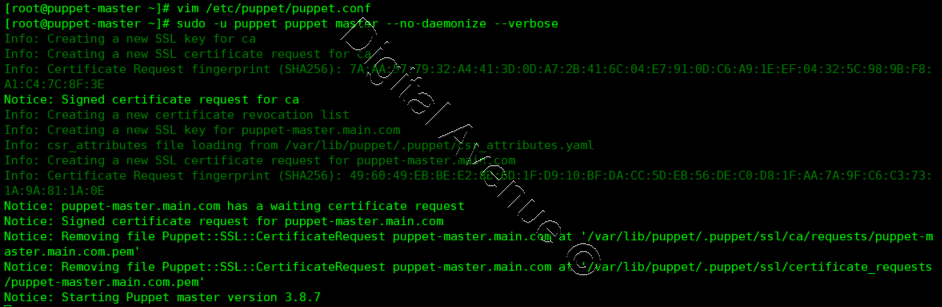 [root@puppet-master ~]# vim /etc/puppet/puppet.conf
[root@puppet-master ~]# sudo -u puppet puppet master --no-daemonize --verbose
Info: Creating a new SSL key for ca
Info: Creating a new SSL certificate request for ca
Info: Certificate Request fingerprint (SHA256): :79:32:A4:41:3D:0D:A7:2B:41:6C:04:E7:91:0D:C6:A9:1E:EF:04:32:5C:98:9B:F8:
A1:C4:7C:8F:3E
Notice: Signed certificate request for ca
Info: Creating a new certificate revocation list
Info: Creating a new SSL key for puppet-master.main.com
Info: csr_attributes file loading from /var/lib/puppet/.puppet/csr_attributes.yaml
Info: Creating a new SSL certificate request for puppet-master.main.com
Info: Certificate Request fingerprint (SHA256): 49:60:49:EB:BE:E2: :1F:D9:10:BF:DA:CC:5D:EB:56:DE:C0:D8:1F:AA:7A:9F:C6:C3:73:
1A:9A:81:1A:0E
Notice: puppet-master.main.com has a waiting certificate request
Notice: Signed certificate request for puppet-master.main.com
Notice: Removing file Puppet::SSL::CertificateRequest puppet-master.main.com at '/var/lib/puppet/.puppet/ssl/ca/requests/puppet-m
aster.main.com.pem'
Notice: Removing file Puppet::SSL::CertificateRequest puppet-master.main.com at '/var/lib/puppet/.puppet/ssl/certificate_requests
/puppet-master.main.com.pem'
Notice: Starting Puppet master version 3.8.7
Digital Avenue ©